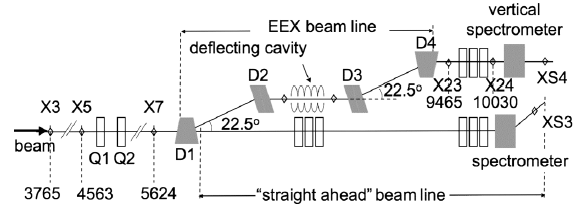 vertical
spectrometer
EEX beam line
deflecting cavity
D4
D2
D3
X3
X5
X7
22.5°
X23
X24
XS4
9465
10030
22.5°
XS3
beam
Q1
Q2
D1
spectrometer
3765
4563
5624
“straight ahead” beam line